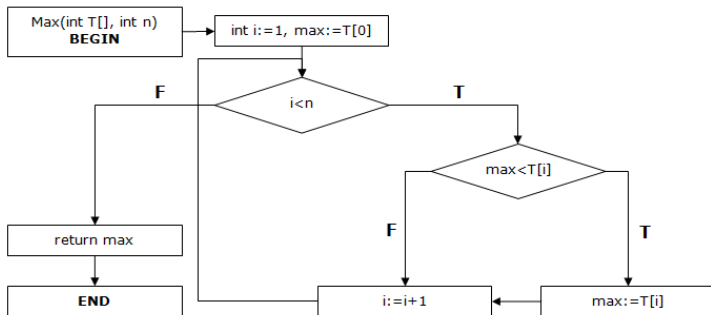 Max(int T[], int n)
BEGIN
int i:=1, max:=T[0]
F
i<n
T
max<T[i]
F
T
return max
END
i:=i+1
max:=T[i]